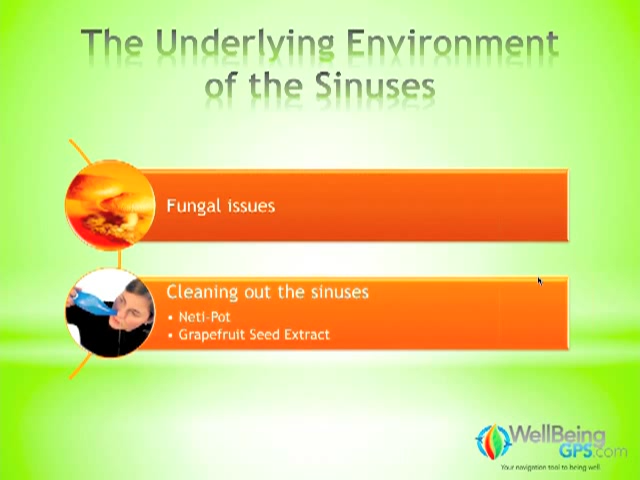 The Underlying Environment
of the Sinuses
Fungal issues
Cleaning out the sinuses
• Neti-Pot
• Grapefruit Seed Extract
WellBeing
GPS.com
Your navigation tool to being well.